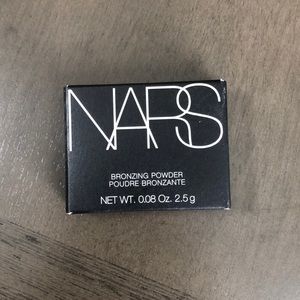 NARS
BRONZING POWDER
POUDRE BRONZANTE
NET WT. 0.08 Oz. 2.5 g